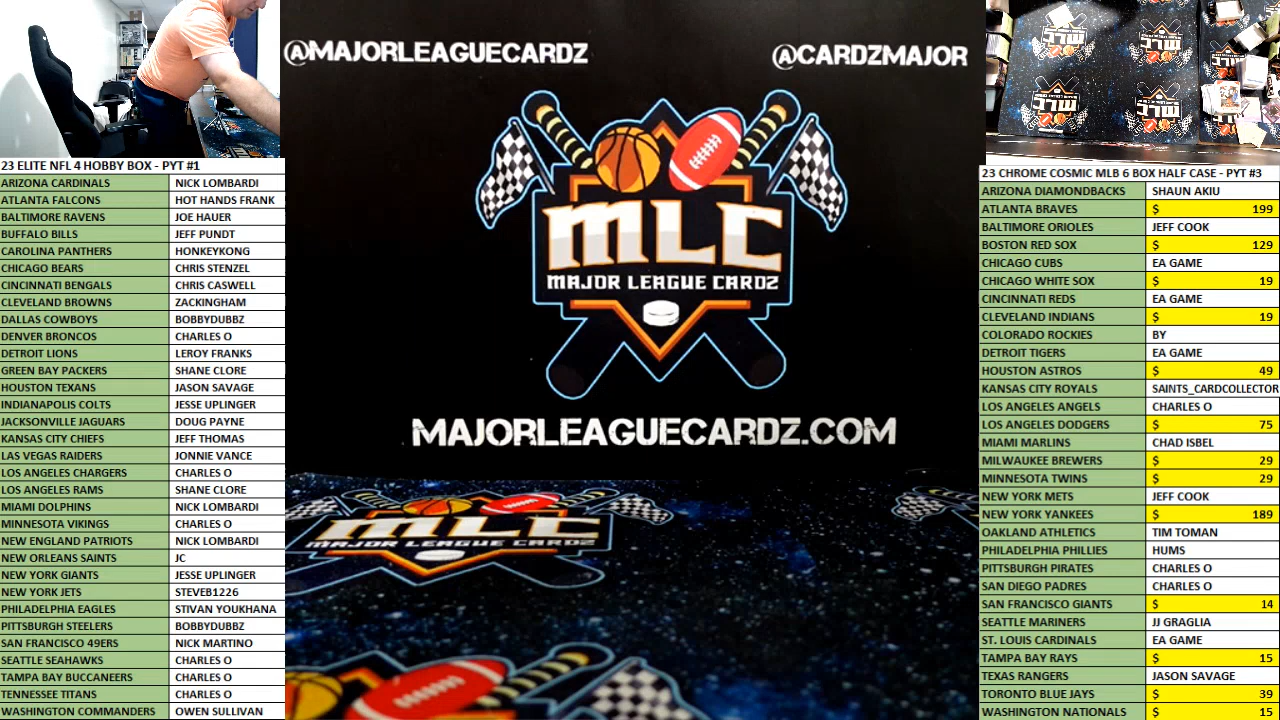 @MAJORLEAGUECARDZ
@CARDZMAJOR
MLC
MAJOR LEAGUE CARDZ
MAJORLEAGUECARDZ.COM
MLC
MAJOR LEAGUE CARDZ
23 ELITE NFL 4 HOBBY BOX - PYT #1
ARIZONA CARDINALS NICK LOMBARDI
ATLANTA FALCONS HOT HANDS FRANK
BALTIMORE RAVENS JOE HAUER
BUFFALO BILLS JEFF PUNDT
CAROLINA PANTHERS HONKEYKONG
CHICAGO BEARS CHRIS STENZEL
CINCINNATI BENGALS CHRIS CASWELL
CLEVELAND BROWNS ZACKINGHAM
DALLAS COWBOYS BOBBYDUBBZ
DENVER BRONCOS CHARLES O
DETROIT LIONS LEROY FRANKS
GREEN BAY PACKERS SHANE CLORE
HOUSTON TEXANS JASON SAVAGE
INDIANAPOLIS COLTS JESSE UPLINGER
JACKSONVILLE JAGUARS DOUG PAYNE
KANSAS CITY CHIEFS JEFF THOMAS
LAS VEGAS RAIDERS JONNIE VANCE
LOS ANGELES CHARGERS CHARLES O
LOS ANGELES RAMS SHANE CLORE
MIAMI DOLPHINS NICK LOMBARDI
MINNESOTA VIKINGS CHARLES O
NEW ENGLAND PATRIOTS NICK LOMBARDI
NEW ORLEANS SAINTS JC
NEW YORK GIANTS JESSE UPLINGER
NEW YORK JETS STEVEB1226
PHILADELPHIA EAGLES STIVAN YOUKHANA
PITTSBURGH STEELERS BOBBYDUBBZ
SAN FRANCISCO 49ERS NICK MARTINO
SEATTLE SEAHAWKS CHARLES O
TAMPA BAY BUCCANEERS CHARLES O
TENNESSEE TITANS CHARLES O
WASHINGTON COMMANDERS OWEN SULLIVAN
23 CHROME COSMIC MLB 6 BOX HALF CASE - PYT #3
ARIZONA DIAMONDBACKS SHAUN AKIU
ATLANTA BRAVES $ 199
BALTIMORE ORIOLES JEFF COOK
BOSTON RED SOX $ 129
CHICAGO CUBS EA GAME
CHICAGO WHITE SOX $ 19
CINCINNATI REDS EA GAME
CLEVELAND INDIANS $ 19
COLORADO ROCKIES BY
DETROIT TIGERS EA GAME
HOUSTON ASTROS $ 49
KANSAS CITY ROYALS SAINTS_CARDCOLLECTOR
LOS ANGELES ANGELS CHARLES O
LOS ANGELES DODGERS $ 75
MIAMI MARLINS CHAD ISBEL
MILWAUKEE BREWERS $ 29
MINNESOTA TWINS $ 29
NEW YORK METS JEFF COOK
NEW YORK YANKEES $ 189
OAKLAND ATHLETICS TIM TOMAN
PHILADELPHIA PHILLIES HUMS
PITTSBURGH PIRATES CHARLES O
SAN DIEGO PADRES CHARLES O
SAN FRANCISCO GIANTS $ 14
SEATTLE MARINERS JJ GRAGLIA
ST. LOUIS CARDINALS EA GAME
TAMPA BAY RAYS $ 15
TEXAS RANGERS JASON SAVAGE
TORONTO BLUE JAYS $ 39
WASHINGTON NATIONALS $ 15